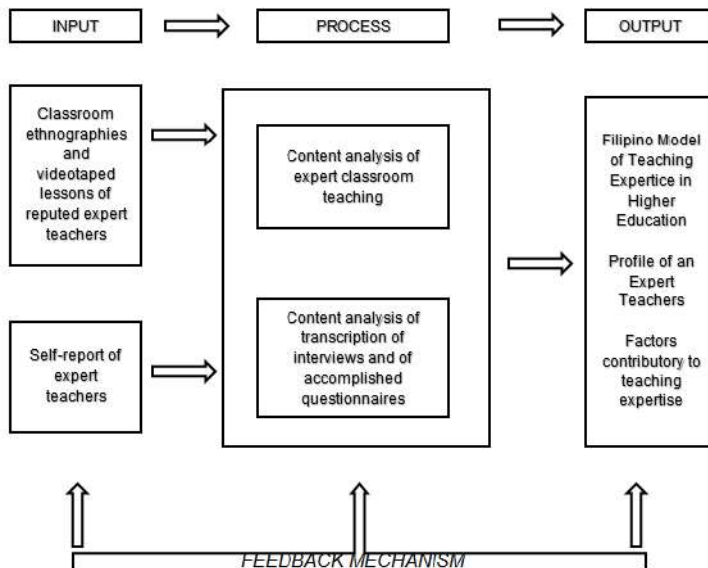 INPUT
PROCESS
OUTPUT
Classroom
ethnographies
and
videotaped
lessons of
reputed expert
teachers
Content analysis of
expert classroom
teaching
Filipino Model
of Teaching
Expertice in
Higher
Education
Profile of an
Expert
Teachers
Factors
contributory to
teaching
expertise
Self-report of
expert
teachers
Content analysis of
transcription of
interviews and of
accomplished
questionnaires
FEEDBACK MECHANISM